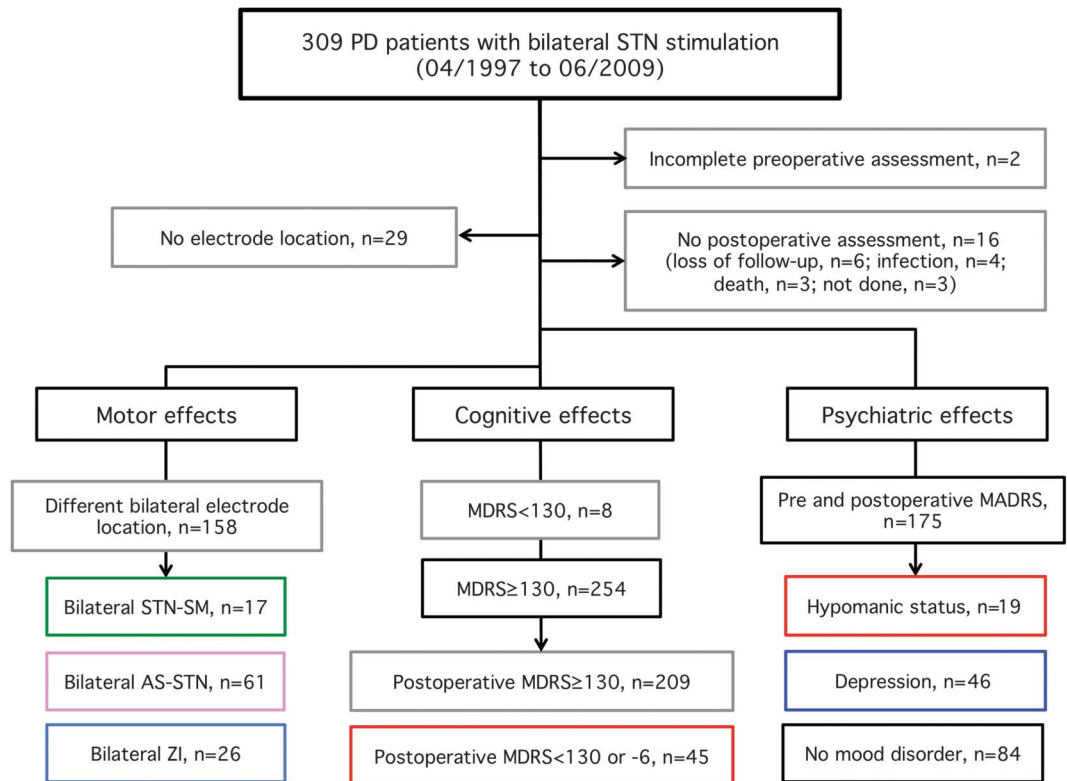 309 PD patients with bilateral STN stimulation
(04/1997 to 06/2009)
Incomplete preoperative assessment, n=2
No electrode location, n=29
No postoperative assessment, n=16
(loss of follow-up, n=6; infection, n=4;
death, n=3; not done, n=3)
Motor effects
Cognitive effects
Psychiatric effects
Different bilateral electrode
location, n=158
MDRS<130, n=8
Pre and postoperative MADRS,
n=175
Bilateral STN-SM, n=17
MDRS≥130, n=254
Hypomanic status, n=19
Bilateral AS-STN, n=61
Postoperative MDRS≥130, n=209
Depression, n=46
Bilateral ZI, n=26
Postoperative MDRS<130 or -6, n=45
No mood disorder, n=84